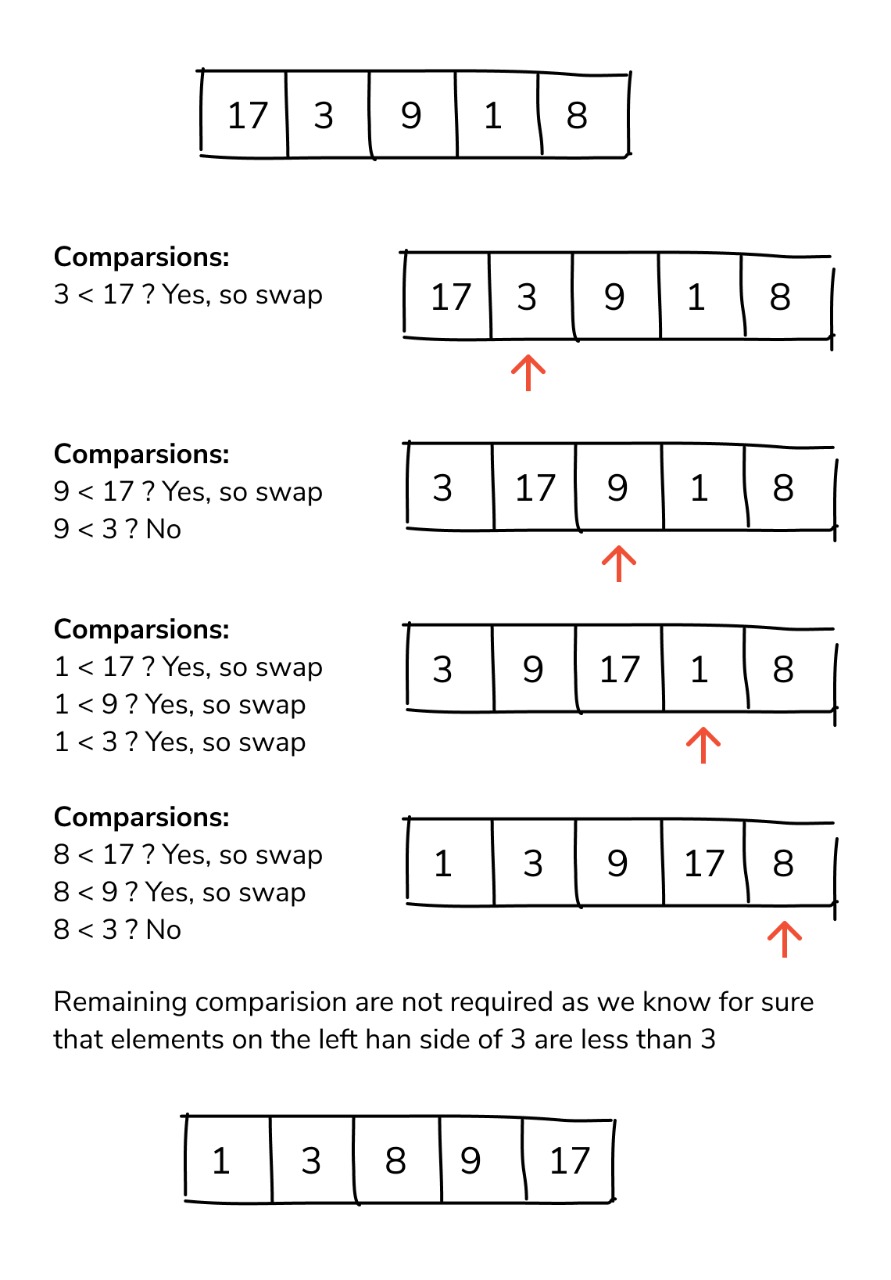 17 3 9 1 8
Comparsions:
3 < 17 ? Yes, so swap
17 3 9 1 8
Comparsions:
9 < 17 ? Yes, so swap
9 < 3 ? No
3 17 9 1 8
Comparsions:
1 < 17 ? Yes, so swap
1 < 9 ? Yes, so swap
1 < 3 ? Yes, so swap
3 9 17 1 8
Comparsions:
8 < 17 ? Yes, so swap
8 < 9 ? Yes, so swap
8 < 3 ? No
1 3 9 17 8
Remaining comparision are not required as we know for sure
that elements on the left han side of 3 are less than 3
1 3 8 9 17